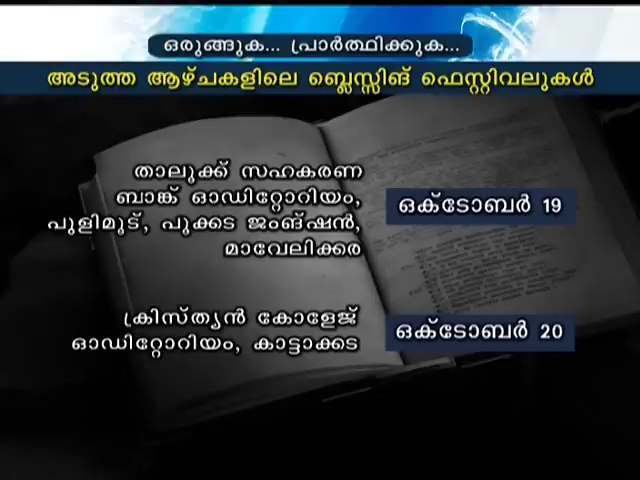 ഒരുങ്ങുക... പ്രാർത്ഥിക്കുക...
അടുത്ത ആഴ്ചകളിലെ ബ്ലെസ്സിങ് ഫെസ്റ്റിവലുകൾ
താലൂക്ക് സഹകരണ
ബാങ്ക് ഓഡിറ്റോറിയം,
പുളിമൂട്, പൂക്കട ജംങ്ഷൻ,
മാവേലിക്കര
ഒക്ടോബർ 19
ക്രിസ്ത്യൻ കോളേജ്
ഓഡിറ്റോറിയം, കാട്ടാക്കട
ഒക്ടോബർ 20